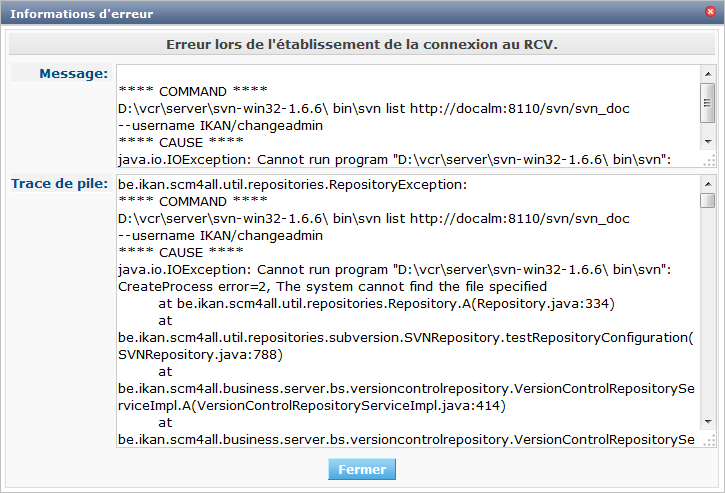 Informations d'erreur
Erreur lors de l'établissement de la connexion au RCV.
Message:
**** COMMAND ****
D:\vcr\server\svn-win32-1.6.6\ bin\svn list http://docalm:8110/svn/svn_doc
--username IKAN/changeadmin
**** CAUSE ****
java.io.IOException: Cannot run program "D:\vcr\server\svn-win32-1.6.6\ bin\svn":
Trace de pile:
be.ikan.scm4all.util.repositories.RepositoryException:
**** COMMAND ****
D:\vcr\server\svn-win32-1.6.6\ bin\svn list http://docalm:8110/svn/svn_doc
--username IKAN/changeadmin
**** CAUSE ****
java.io.IOException: Cannot run program "D:\vcr\server\svn-win32-1.6.6\ bin\svn":
CreateProcess error=2, The system cannot find the file specified
at be.ikan.scm4all.util.repositories.Repository.A(Repository.java:334)
at
be.ikan.scm4all.util.repositories.subversion.SVNRepository.testRepositoryConfiguration(
SVNRepository.java:788)
at
be.ikan.scm4all.business.server.bs.versioncontrolrepository.VersionControlRepositorySe
rviceImpl.A(VersionControlRepositoryServiceImpl.java:414)
at
be.ikan.scm4all.business.server.bs.versioncontrolrepository.VersionControlRepositorySe
Fermer